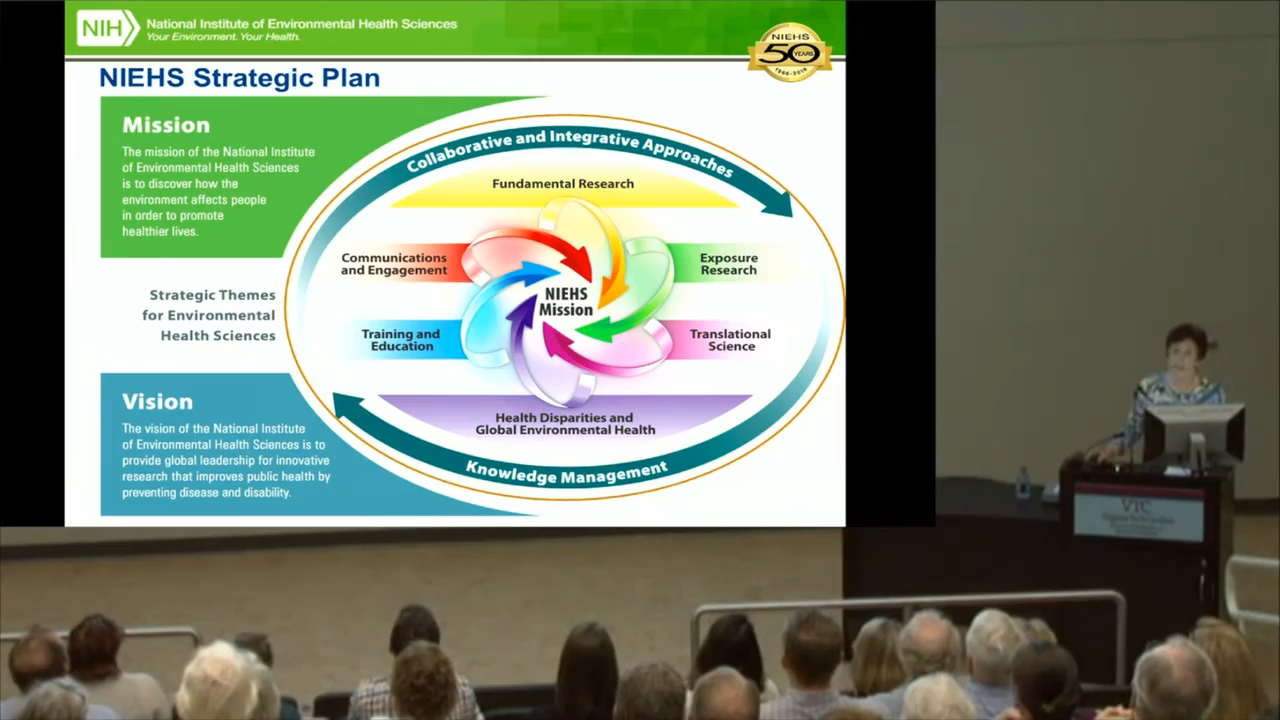 NIH
National Institute of Environmental Health Sciences
Your Environment. Your Health.
NIEHS
50
YEARS
1966-2016
NIEHS Strategic Plan
Mission
The mission of the National Institute
of Environmental Health Sciences
is to discover how the
environment affects people
in order to promote
healthier lives.
Collaborative and Integrative Approaches
Fundamental Research
Communications
and Engagement
Exposure
Research
NIEHS
Mission
Strategic Themes
for Environmental
Health Sciences
Training and
Education
Translational
Science
Health Disparities and
Global Environmental Health
Knowledge Management
Vision
The vision of the National Institute
of Environmental Health Sciences is to
provide global leadership for innovative
research that improves public health by
preventing disease and disability.
VTC